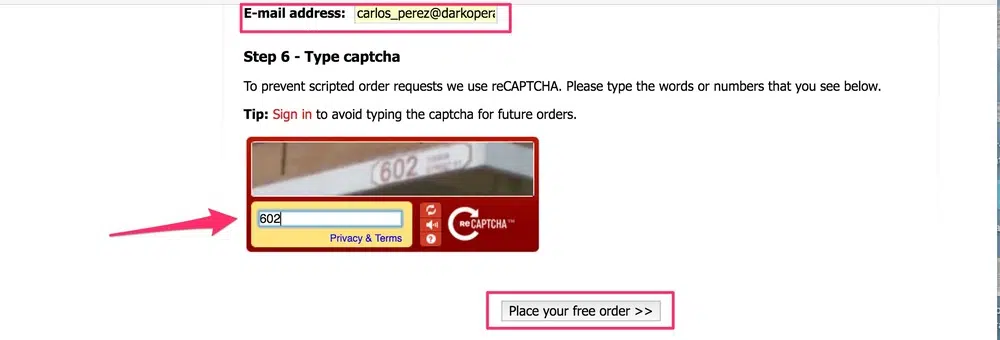 E-mail address: carlos_perez@darkopera
Step 6 - Type captcha
To prevent scripted order requests we use reCAPTCHA. Please type the words or numbers that you see below.
Tip: Sign in to avoid typing the captcha for future orders.
602
602
Privacy & Terms
reCAPTCHA™
Place your free order >>